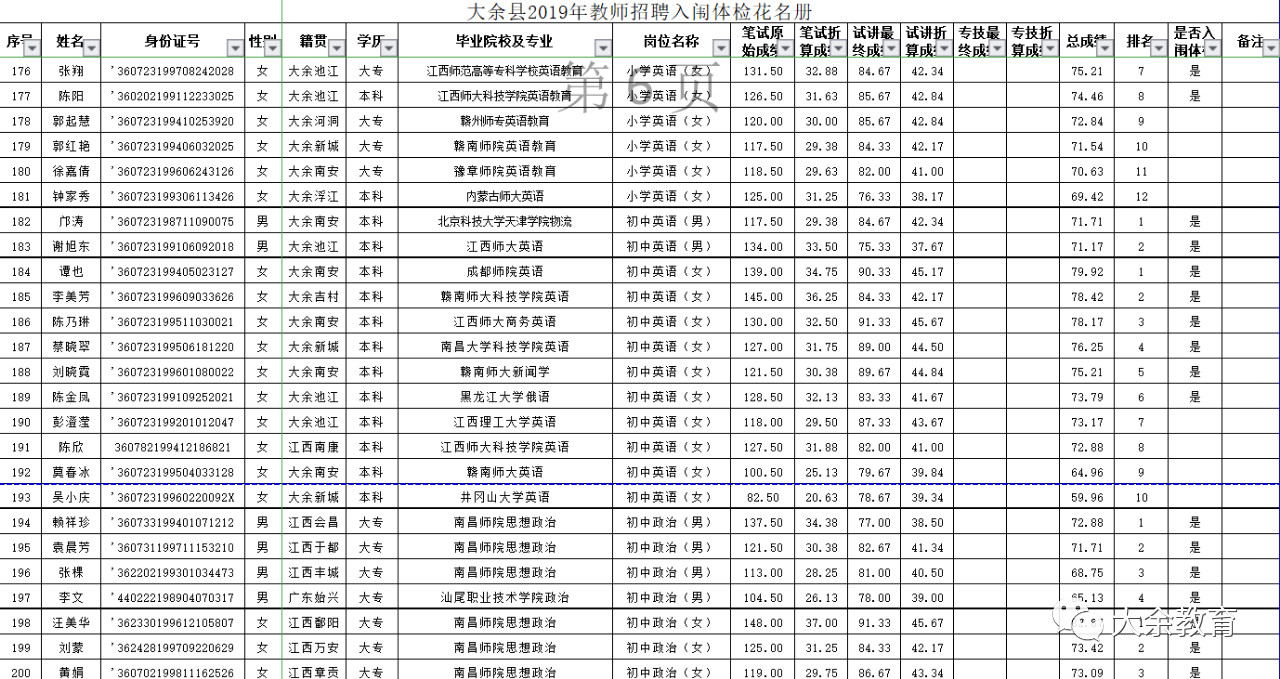 大余县2019年教师招聘入闱体检花名册
序号 姓名 身份证号 性别 籍贯 学历 毕业院校及专业 岗位名称 笔试原始成绩 笔试折算成绩 试讲最终成绩 试讲折算成绩 专技最终成绩 专技折算成绩 总成绩 排名 是否入闱体检 备注
176 张翔 '360723199708242028 女 大余池江 大专 江西师范高等专科学校英语教育 小学英语（女） 131.50 32.88 84.67 42.34 75.21 7 是
177 陈阳 '360202199112233025 女 大余池江 本科 江西师大科技学院英语教育 小学英语（女） 126.50 31.63 85.67 42.84 74.46 8 是
第 6 页
178 郭起慧 '360723199410253920 女 大余河洞 大专 赣州师专英语教育 小学英语（女） 120.00 30.00 85.67 42.84 72.84 9
179 郭红艳 '360723199406032025 女 大余新城 大专 赣南师院英语教育 小学英语（女） 117.50 29.38 84.33 42.17 71.54 10
180 徐嘉倩 '360723199606243126 女 大余南安 大专 豫章师院英语教育 小学英语（女） 118.50 29.63 82.00 41.00 70.63 11
181 钟家秀 '360723199306113426 女 大余浮江 本科 内蒙古师大英语 小学英语（女） 125.00 31.25 76.33 38.17 69.42 12
182 邝涛 '360723198711090075 男 大余南安 本科 北京科技大学天津学院物流 初中英语（男） 117.50 29.38 84.67 42.34 71.71 1 是
183 谢旭东 '360723199106092018 男 大余池江 本科 江西师大英语 初中英语（男） 134.00 33.50 75.33 37.67 71.17 2 是
184 谭也 '360723199405023127 女 大余南安 本科 成都师院英语 初中英语（女） 139.00 34.75 90.33 45.17 79.92 1 是
185 李美芳 '360723199609033626 女 大余吉村 本科 赣南师大科技学院英语 初中英语（女） 145.00 36.25 84.33 42.17 78.42 2 是
186 陈乃琳 '360723199511030021 女 大余南安 本科 江西师大商务英语 初中英语（女） 130.00 32.50 91.33 45.67 78.17 3 是
187 蔡晓翠 '360723199506181220 女 大余新城 本科 南昌大学科技学院英语 初中英语（女） 127.00 31.75 89.00 44.50 76.25 4 是
188 刘晓霞 '360723199601080022 女 大余南安 本科 赣南师大新闻学 初中英语（女） 121.50 30.38 89.67 44.84 75.21 5 是
189 陈金凤 '360723199109252021 女 大余池江 本科 黑龙江大学俄语 初中英语（女） 128.50 32.13 83.33 41.67 73.79 6 是
190 彭澄滢 '360723199201012047 女 大余池江 本科 江西理工大学英语 初中英语（女） 118.00 29.50 87.33 43.67 73.17 7
191 陈欣 360782199412186821 女 江西南康 本科 江西师大科技学院英语 初中英语（女） 127.50 31.88 82.00 41.00 72.88 8
192 莫春冰 '360723199504033128 女 大余南安 本科 赣南师大英语 初中英语（女） 100.50 25.13 79.67 39.84 64.96 9
193 吴小庆 '36072319960220092X 女 大余新城 本科 井冈山大学英语 初中英语（女） 82.50 20.63 78.67 39.34 59.96 10
194 赖祥珍 '360733199401071212 男 江西会昌 大专 南昌师院思想政治 初中政治（男） 137.50 34.38 77.00 38.50 72.88 1 是
195 袁晨芳 '360731199711153210 男 江西于都 大专 南昌师院思想政治 初中政治（男） 121.50 30.38 82.67 41.34 71.71 2 是
196 张棵 '362202199301034473 男 江西丰城 大专 南昌师院思想政治 初中政治（男） 113.00 28.25 81.00 40.50 68.75 3 是
197 李文 '440222198904070317 男 广东始兴 大专 汕尾职业技术学院政治 初中政治（男） 104.50 26.13 78.00 39.00 65.13 4 是
198 汪美华 '362330199612105807 女 江西鄱阳 大专 南昌师院思想政治 初中政治（女） 148.00 37.00 91.33 45.67 1 是
大余教育
199 刘蒙 '362428199709220629 女 江西万安 大专 南昌师院思想政治 初中政治（女） 125.00 31.25 84.33 42.17 73.42 2 是
200 黄娟 '360702199811162526 女 江西章贡 大专 南昌师院思想政治 初中政治（女） 119.00 29.75 86.67 43.34 73.09 3 是